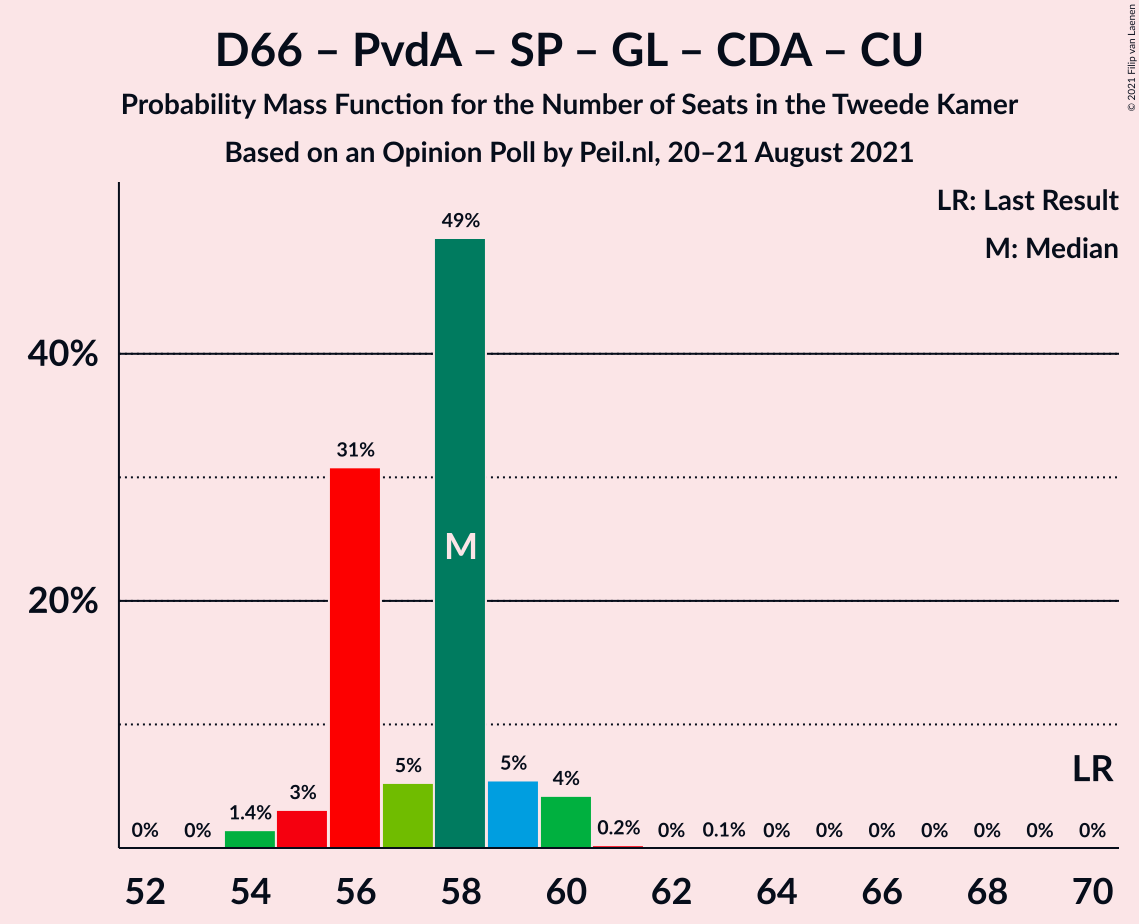 D66 – PvdA – SP – GL – CDA – CU
Probability Mass Function for the Number of Seats in the Tweede Kamer
Based on an Opinion Poll by Peil.nl, 20–21 August 2021
© 2021 Filip van Laenen
LR: Last Result
M: Median
40%
20%
0% 0% 1.4% 3% 31% 5% 49% 5% 4% 0.2% 0% 0.1% 0% 0% 0% 0% 0% 0% 0%
M
LR
52 54 56 58 60 62 64 66 68 70